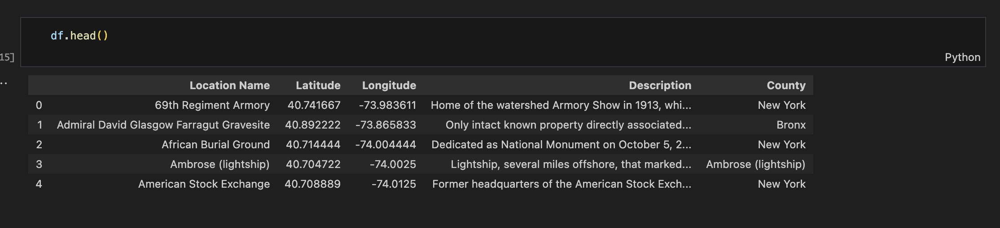 df.head()
15]
Python
..
Location Name Latitude Longitude Description County
0 69th Regiment Armory 40.741667 -73.983611 Home of the watershed Armory Show in 1913, whi... New York
1 Admiral David Glasgow Farragut Gravesite 40.892222 -73.865833 Only intact known property directly associated... Bronx
2 African Burial Ground 40.714444 -74.004444 Dedicated as National Monument on October 5, 2... New York
3 Ambrose (lightship) 40.704722 -74.0025 Lightship, several miles offshore, that marked... Ambrose (lightship)
4 American Stock Exchange 40.708889 -74.0125 Former headquarters of the American Stock Exch... New York